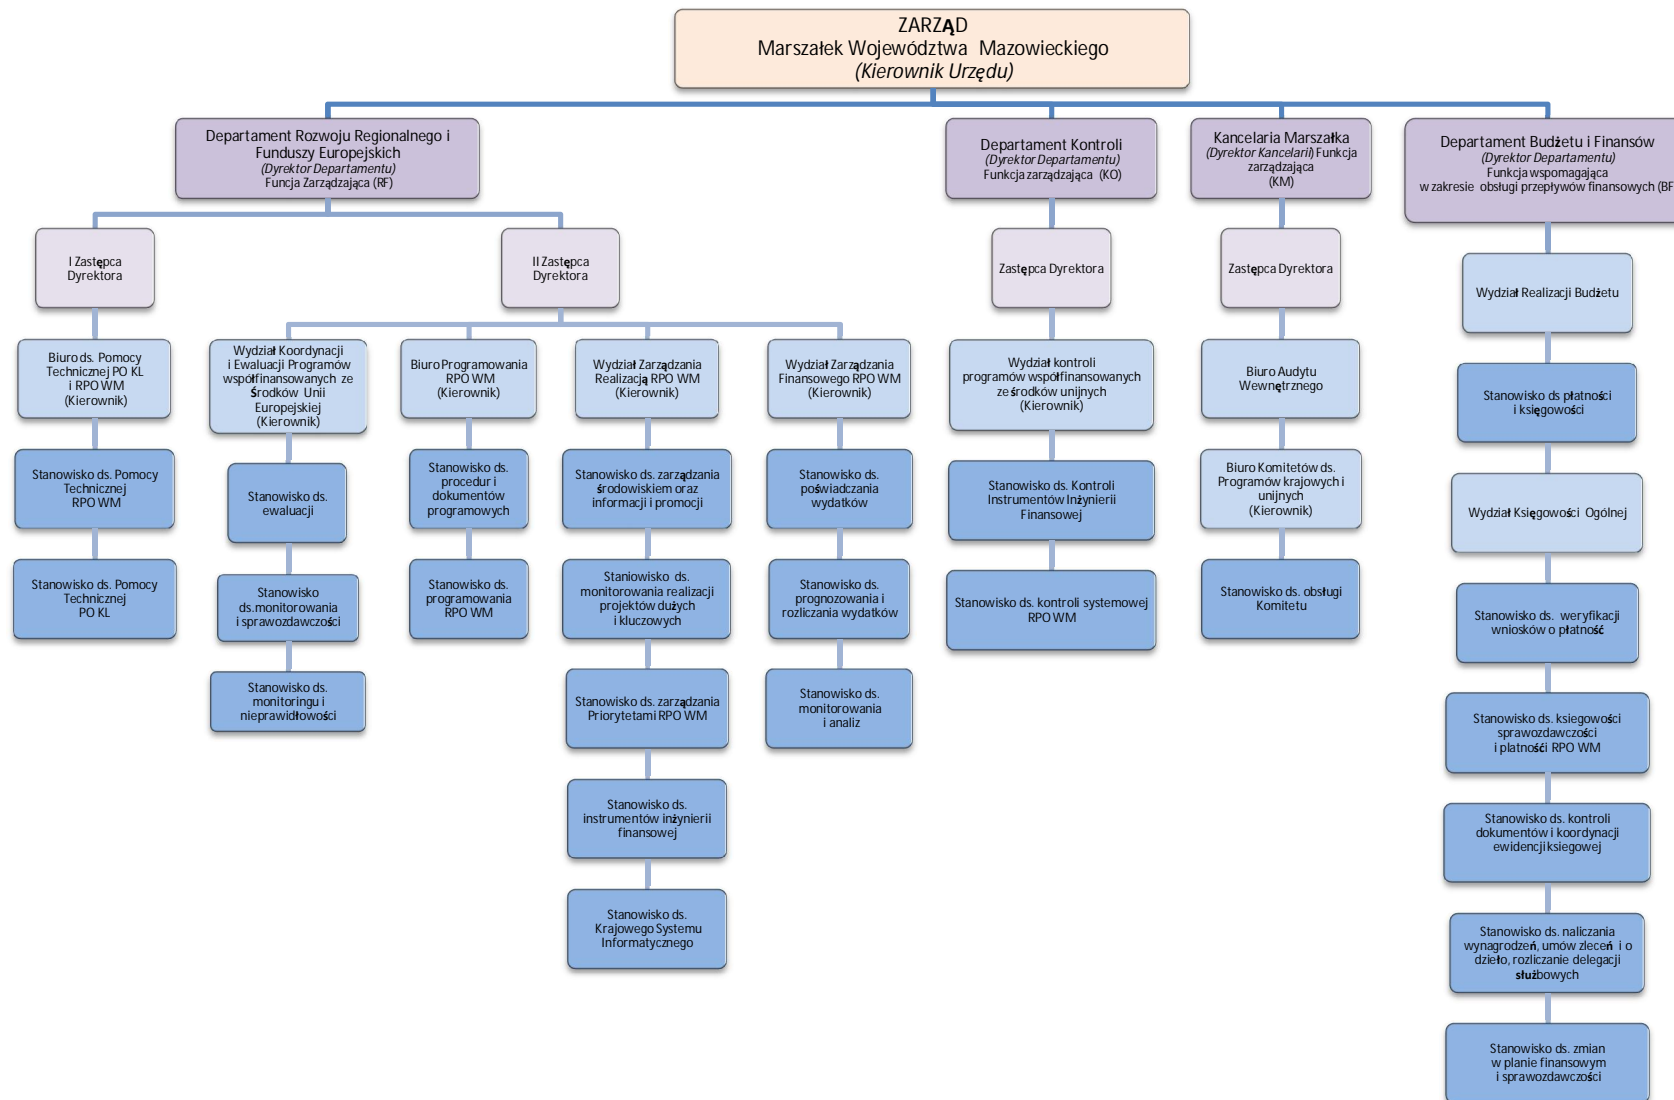 ZARZĄD
Marszałek Województwa Mazowieckiego
(Kierownik Urzędu)
Departament Rozwoju Regionalnego i
Funduszy Europejskich
(Dyrektor Departamentu)
Funcja Zarządzająca (RF)
Departament Kontroli
(Dyrektor Departamentu)
Funkcja zarządzająca (KO)
Kancelaria Marszałka
(Dyrektor Kancelarii) Funkcja
zarządzająca
(KM)
Departament Budżetu i Finansów
(Dyrektor Departamentu)
Funkcja wspomagająca
w zakresie obsługi przepływów finansowych (BF
I Zastępca
Dyrektora
II Zastępca
Dyrektora
Zastępca Dyrektora
Zastępca Dyrektora
Wydział Realizacji Budżetu
Biuro ds. Pomocy
Technicznej PO KL
i RPO WM
(Kierownik)
Wydział Koordynacji
i Ewaluacji Programów
współfinansowanych ze
Środków Unii
Europejskiej
(Kierownik)
Biuro Programowania
RPO WM
(Kierownik)
Wydział Zarządzania
Realizacją RPO WM
(Kierownik)
Wydział Zarządzania
Finansowego RPO WM
(Kierownik)
Wydział kontroli
programów współfinansowanych
ze środków unijnych
(Kierownik)
Biuro Audytu
Wewnętrznego
Stanowisko ds płatności
i księgowości
Stanowisko ds. Pomocy
Technicznej
RPO WM
Stanowisko ds.
ewaluacji
Stanowisko ds.
procedur i
dokumentów
programowych
Stanowisko ds. zarządzania
środowiskiem oraz
informacji i promocji
Stanowisko ds.
poświadczania
wydatków
Stanowisko ds. Kontroli
Instrumentów Inżynierii
Finansowej
Biuro Komitetów ds.
Programów krajowych i
unijnych
(Kierownik)
Wydział Księgowości Ogólnej
Stanowisko ds. Pomocy
Technicznej
PO KL
Stanowisko
ds.monitorowania
i sprawozdawczości
Stanowisko ds.
programowania
RPO WM
Staniowisko ds.
monitorowania realizacji
projektów dużych
i kluczowych
Stanowisko ds.
prognozowania i
rozliczania wydatków
Stanowisko ds. kontroli systemowej
RPO WM
Stanowisko ds. obsługi
Komitetu
Stanowisko ds. weryfikacji
wniosków o płatność
Stanowisko ds.
monitoringu i
nieprawidłowości
Stanowisko ds. zarządzania
Priorytetami RPO WM
Stanowisko ds.
monitorowania
i analiz
Stanowisko ds. ksiegowości
sprawozdawczości
i platnośći RPO WM
Stanowisko ds.
instrumentów inżynierii
finansowej
Stanowisko ds. kontroli
dokumentów i koordynacji
ewidencji ksiegowej
Stanowisko ds.
Krajowego Systemu
Informatycznego
Stanowisko ds. naliczania
wynagrodzeń, umów zleceń i o
dzieło, rozliczanie delegacji
służbowych
Stanowisko ds. zmian
w planie finansowym
i sprawozdawczości